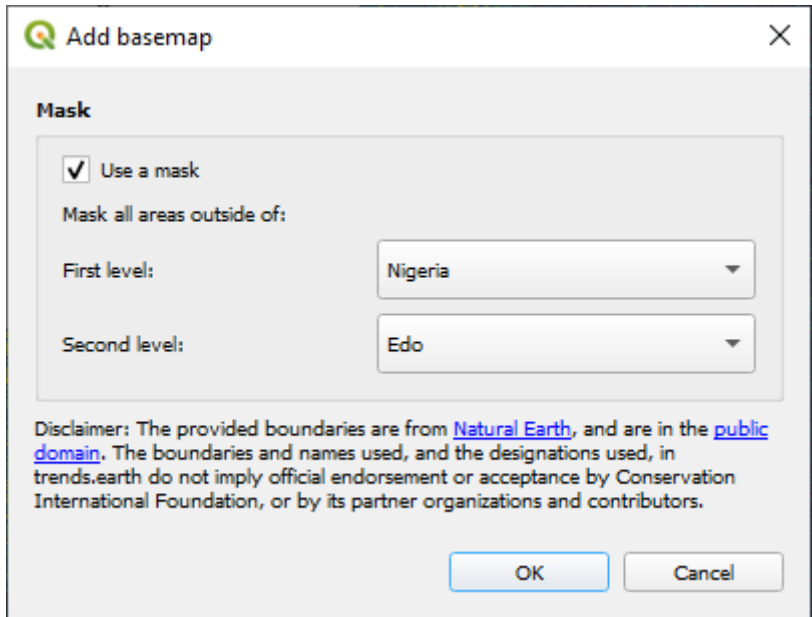 Add basemap
Mask
Use a mask
Mask all areas outside of:
First level: Nigeria
Second level: Edo
Disclaimer: The provided boundaries are from Natural Earth, and are in the public
domain. The boundaries and names used, and the designations used, in
trends.earth do not imply official endorsement or acceptance by Conservation
International Foundation, or by its partner organizations and contributors.
OK Cancel